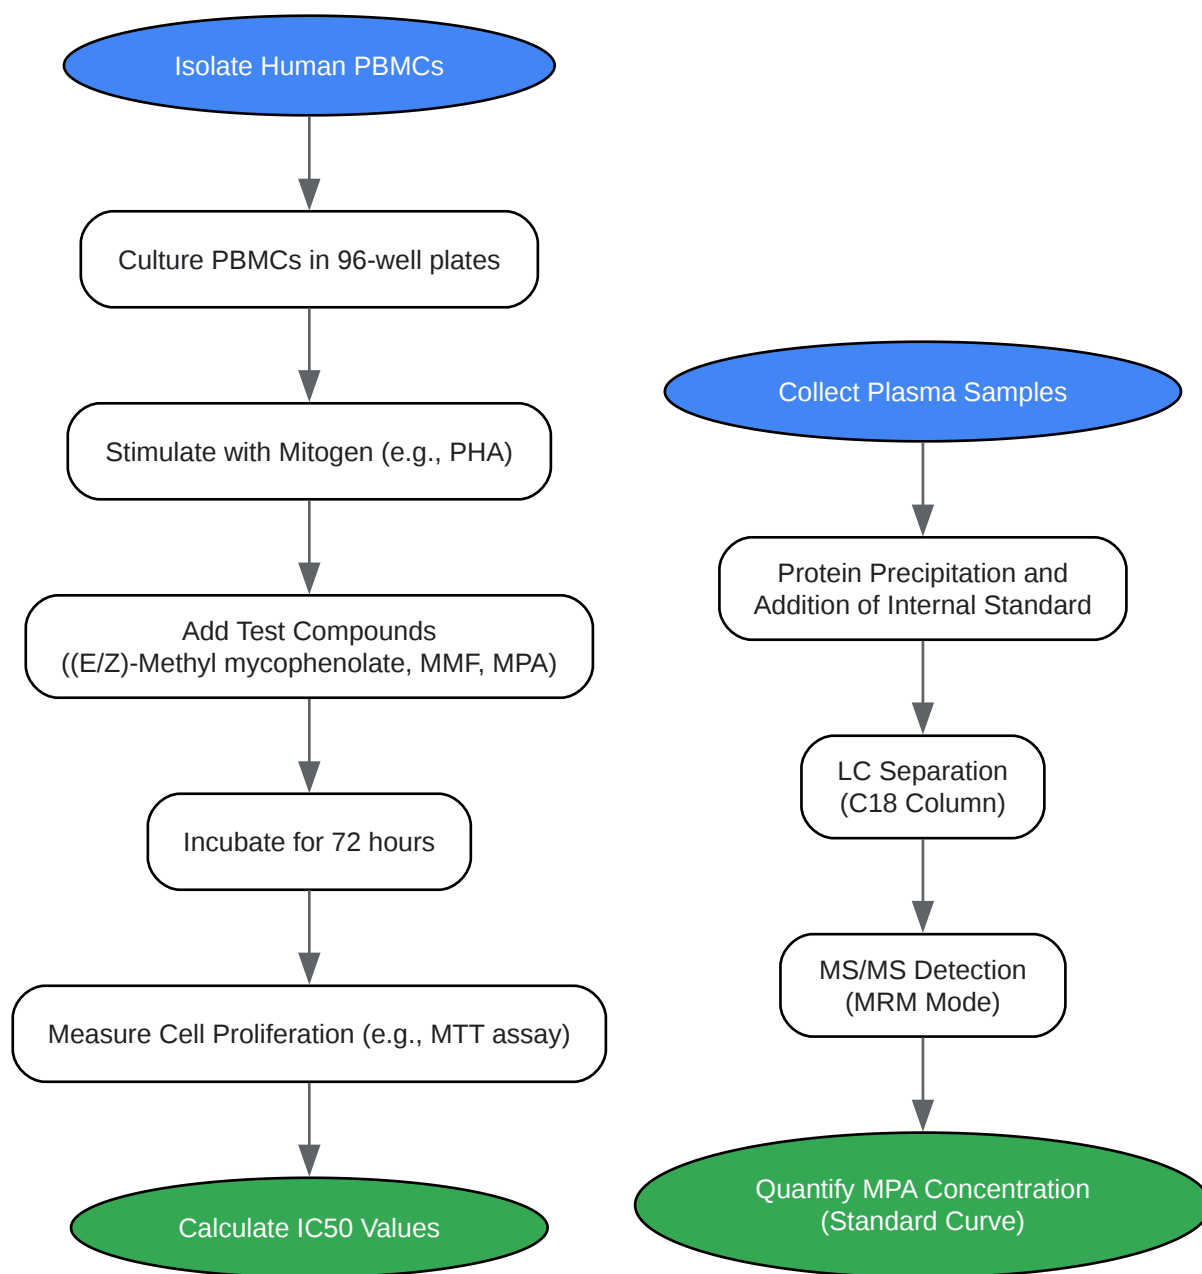 Isolate Human PBMCs
Culture PBMCs in 96-well plates
Stimulate with Mitogen (e.g., PHA)
Add Test Compounds
((E/Z)-Methyl mycophenolate, MMF, MPA)
Incubate for 72 hours
Measure Cell Proliferation (e.g., MTT assay)
Calculate IC50 Values
Collect Plasma Samples
Protein Precipitation and
Addition of Internal Standard
LC Separation
(C18 Column)
MS/MS Detection
(MRM Mode)
Quantify MPA Concentration
(Standard Curve)